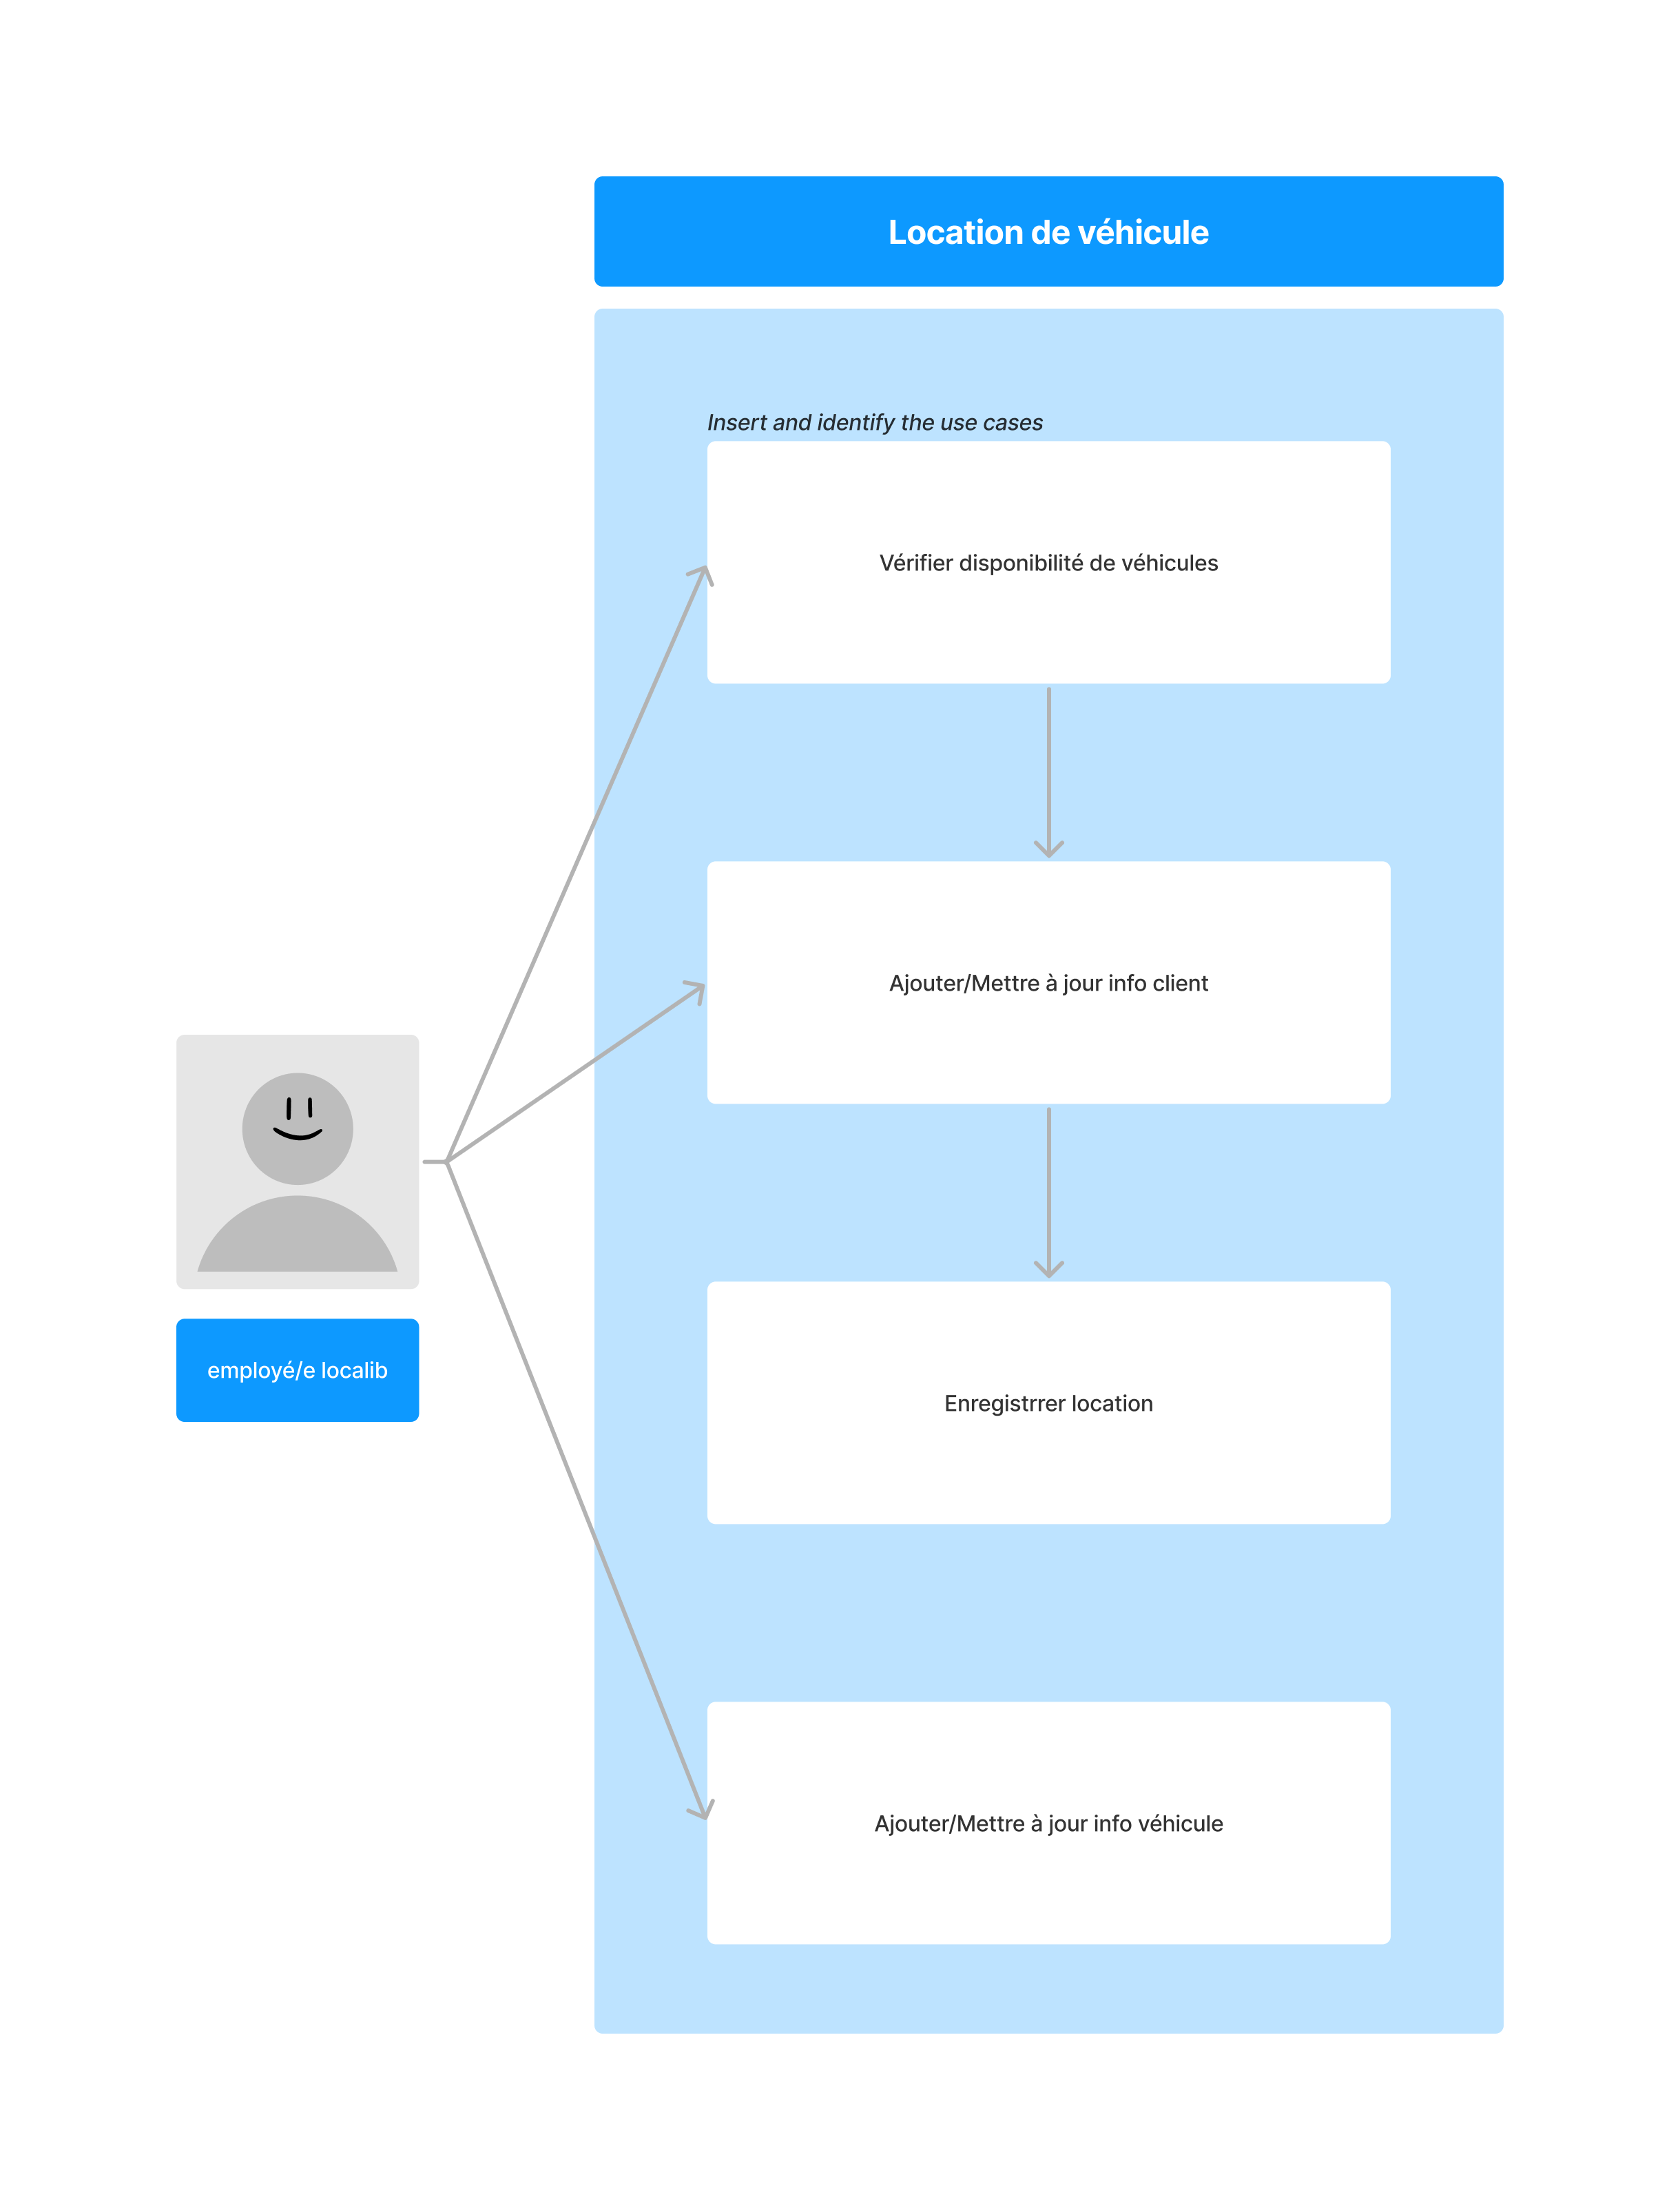 Location de véhicule
Insert and identify the use cases
Vérifier disponibilité de véhicules
Ajouter/Mettre à jour info client
employé/e localib
Enregistrrer location
Ajouter/Mettre à jour info véhicule